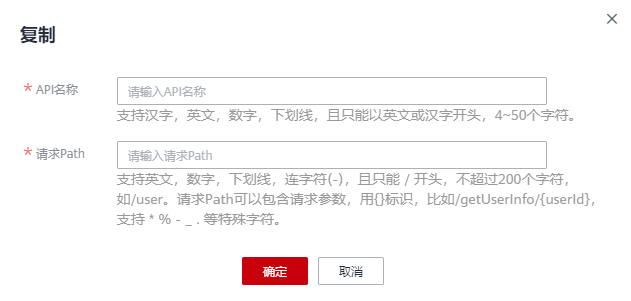 复制
* API名称
请输入API名称
支持汉字，英文，数字，下划线，且只能以英文或汉字开头，4~50个字符。
* 请求Path
请输入请求Path
支持英文，数字，下划线，连字符(-)，且只能 / 开头，不超过200个字符，
如/user。请求Path可以包含请求参数，用{}标识，比如/getUserInfo/{userId}，
支持 * % - _ . 等特殊字符。
确定
取消